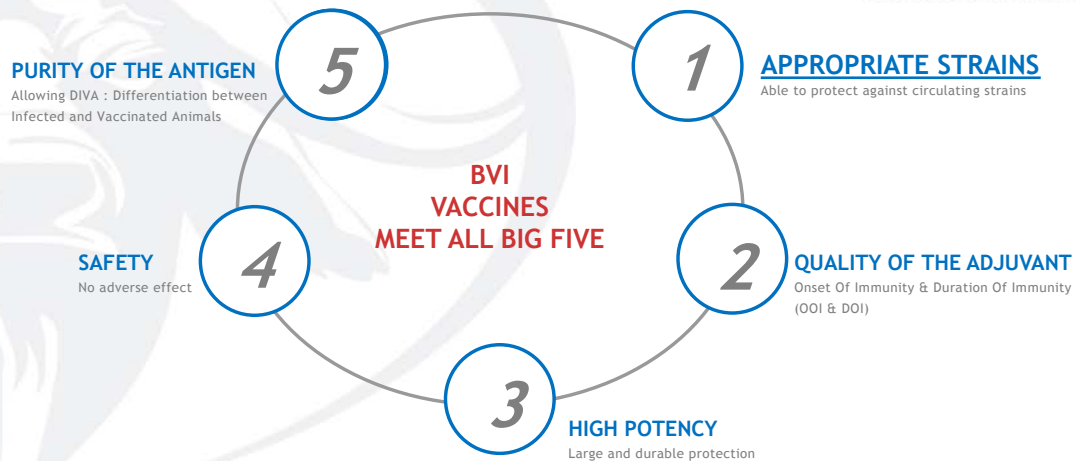 BVI
VACCINES
MEET ALL BIG FIVE
1
APPROPRIATE STRAINS
Able to protect against circulating strains
2
QUALITY OF THE ADJUVANT
Onset Of Immunity & Duration Of Immunity
(OOI & DOI)
3
HIGH POTENCY
Large and durable protection
4
SAFETY
No adverse effect
5
PURITY OF THE ANTIGEN
Allowing DIVA : Differentiation between
Infected and Vaccinated Animals